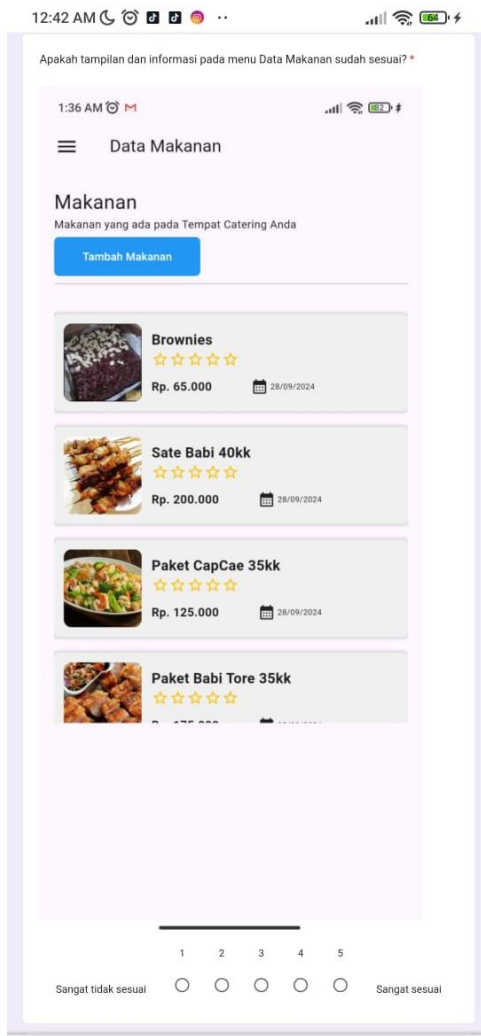 12:42 AM
64
Apakah tampilan dan informasi pada menu Data Makanan sudah sesuai? *
1:36 AM
82
Data Makanan
Makanan
Makanan yang ada pada Tempat Catering Anda
Tambah Makanan
Brownies
Rp. 65.000 28/09/2024
Sate Babi 40kk
Rp. 200.000 28/09/2024
Paket CapCae 35kk
Rp. 125.000 28/09/2024
Paket Babi Tore 35kk
1 2 3 4 5
Sangat tidak sesuai Sangat sesuai